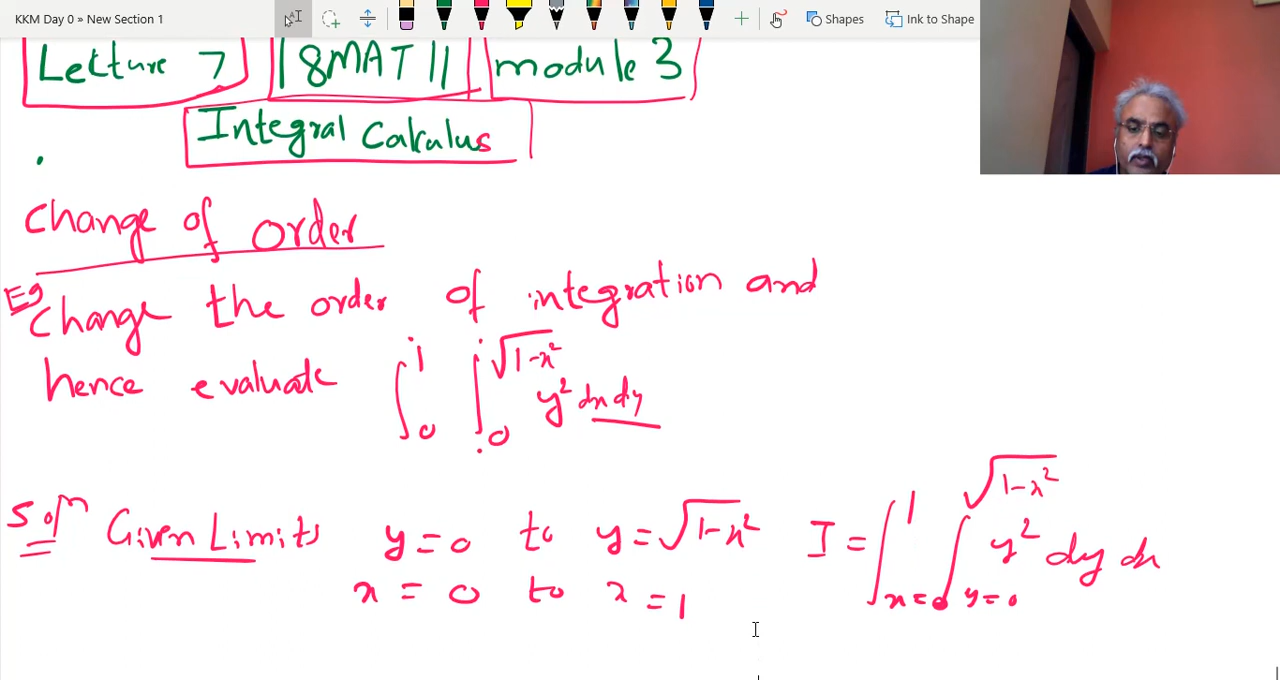 KKM Day 0 » New Section 1
Shapes
Ink to Shape
Lecture 7 18MAT11 module 3
Integral Calculus
Change of order
Eg Change the order of integration and
hence evaluate ∫₀¹ ∫₀^√(1-x²) y² dx dy
Soln Given Limits y=0 to y=√(1-x²) I = ∫_{x=0}^{1} ∫_{y=0}^{√(1-x²)} y² dy dx
x = 0 to x = 1